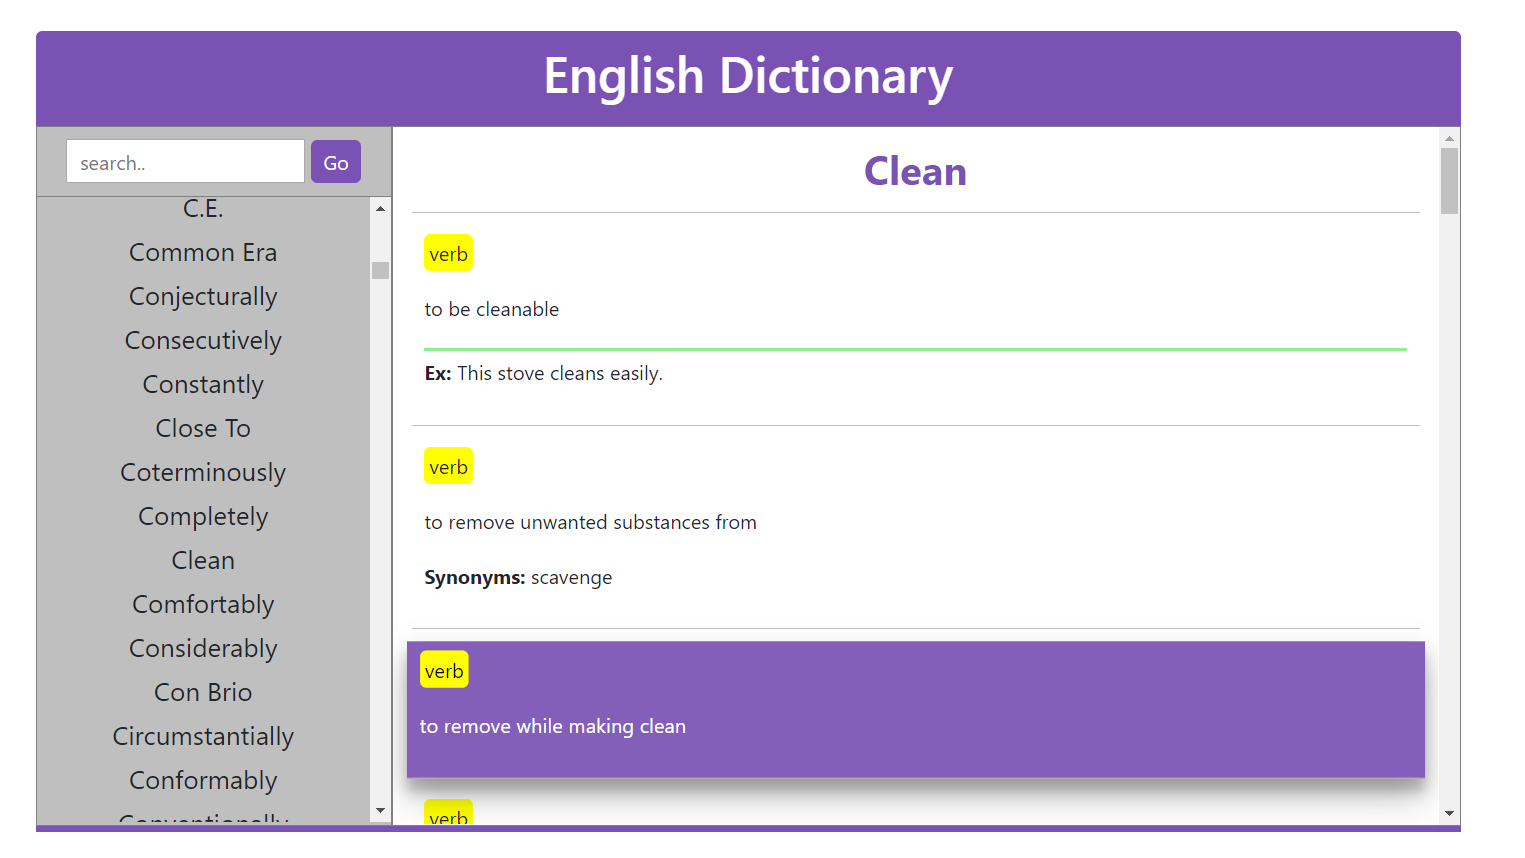 English Dictionary
search..
Go
C.E.
Common Era
Conjecturally
Consecutively
Constantly
Close To
Coterminously
Completely
Clean
Comfortably
Considerably
Con Brio
Circumstantially
Conformably
Conventionally
Clean
verb
to be cleanable
Ex: This stove cleans easily.
verb
to remove unwanted substances from
Synonyms: scavenge
verb
to remove while making clean
verb